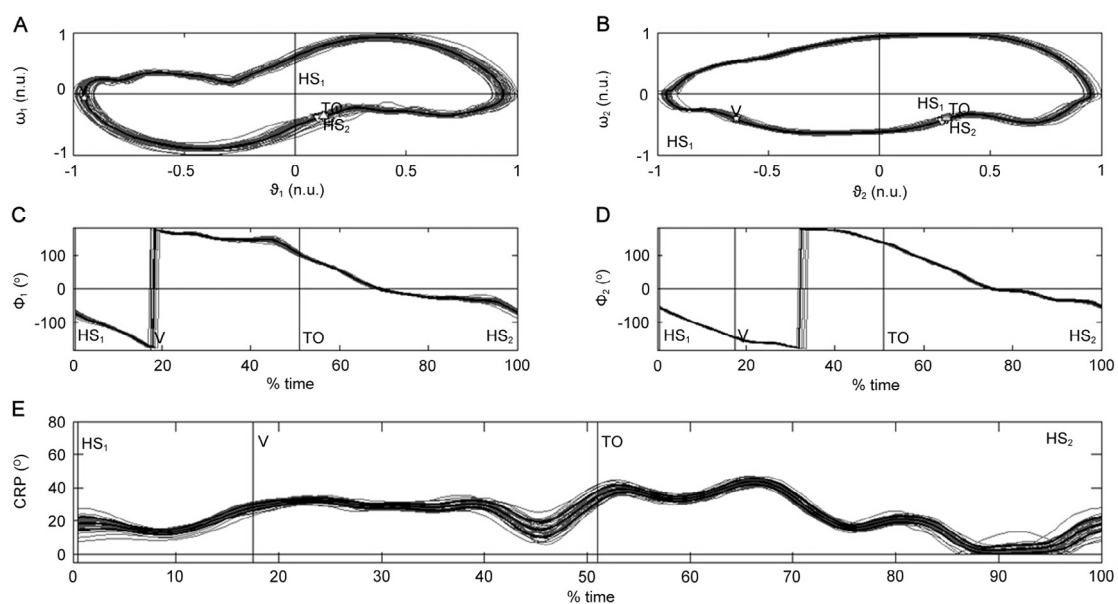 A
1
ω₁ (n.u.)
0
-1
-1
-0.5
0
0.5
1
ϑ₁ (n.u.)
V
HS₁
TO
HS₂
B
1
ω₂ (n.u.)
0
-1
-1
-0.5
0
0.5
1
ϑ₂ (n.u.)
HS₁
V
HS₁
TO
HS₂
C
100
Φ₁ (°)
0
-100
HS₁
V
TO
HS₂
0
20
40
60
80
100
% time
D
100
Φ₂ (°)
0
-100
HS₁
V
TO
HS₂
0
20
40
60
80
100
% time
E
80
60
CRP (°)
40
20
0
HS₁
V
TO
HS₂
0
10
20
30
40
50
60
70
80
90
100
% time